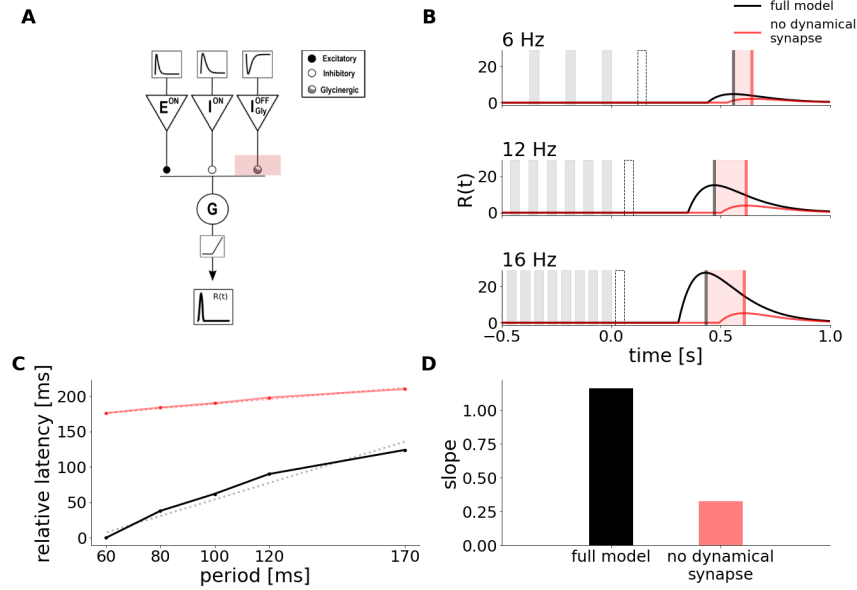 A
E ON
I ON
I OFF Gly
Excitatory
Inhibitory
Glycinergic
G
R(t)
B
full model
no dynamical
synapse
6 Hz
20
0
12 Hz
20
0
R(t)
16 Hz
20
0
−0.5
0.0
0.5
1.0
time [s]
C
relative latency [ms]
200
150
100
50
0
60
80
100
120
170
period [ms]
D
slope
1.00
0.75
0.50
0.25
0.00
full model
no dynamical
synapse